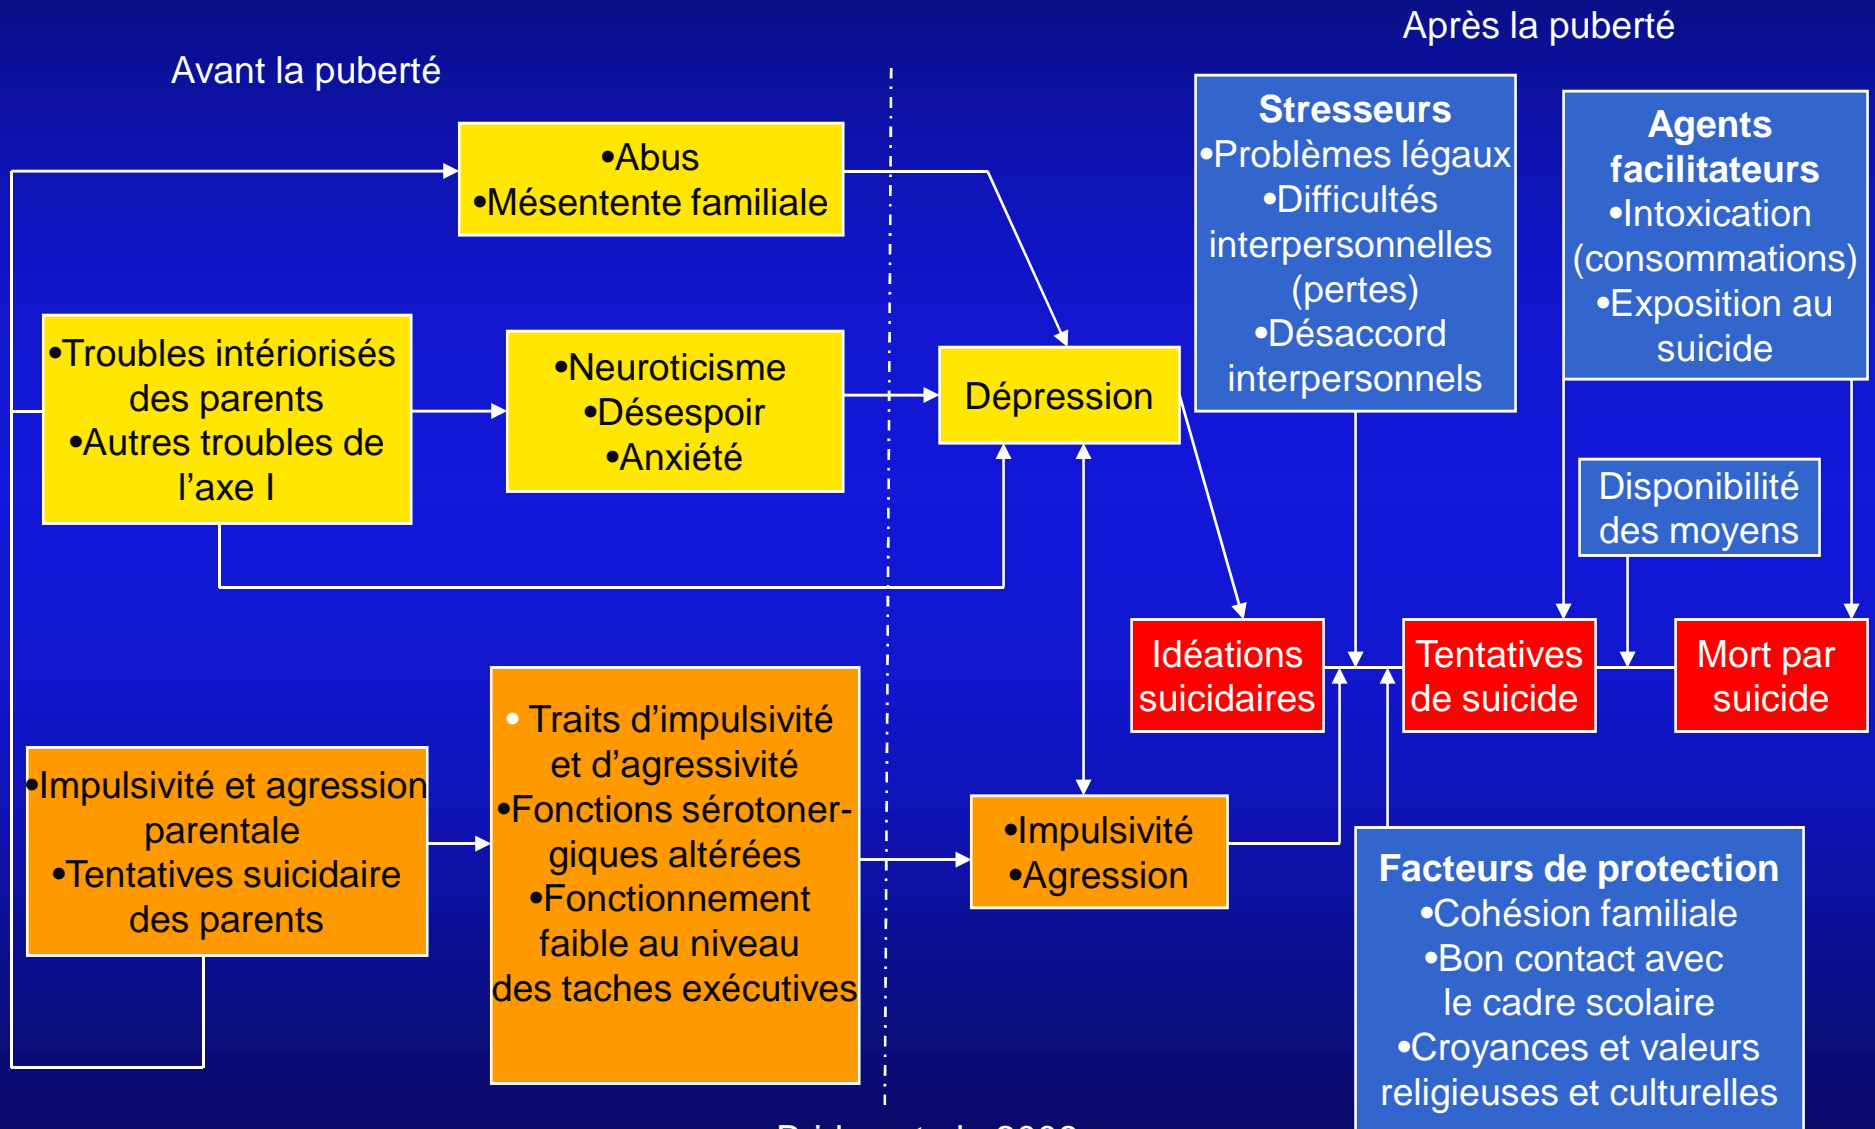 Avant la puberté
Après la puberté
•Abus
•Mésentente familiale
•Troubles intériorisés
des parents
•Autres troubles de
l'axe I
•Neuroticisme
•Désespoir
•Anxiété
Dépression
Stresseurs
•Problèmes légaux
•Difficultés
interpersonnelles
(pertes)
•Désaccord
interpersonnels
Agents
facilitateurs
•Intoxication
(consommations)
•Exposition au
suicide
Disponibilité
des moyens
Idéations
suicidaires
Tentatives
de suicide
Mort par
suicide
•Impulsivité et agression
parentale
•Tentatives suicidaire
des parents
• Traits d'impulsivité
et d'agressivité
•Fonctions sérotoner-
giques altérées
•Fonctionnement
faible au niveau
des taches exécutives
•Impulsivité
•Agression
Facteurs de protection
•Cohésion familiale
•Bon contact avec
le cadre scolaire
•Croyances et valeurs
religieuses et culturelles